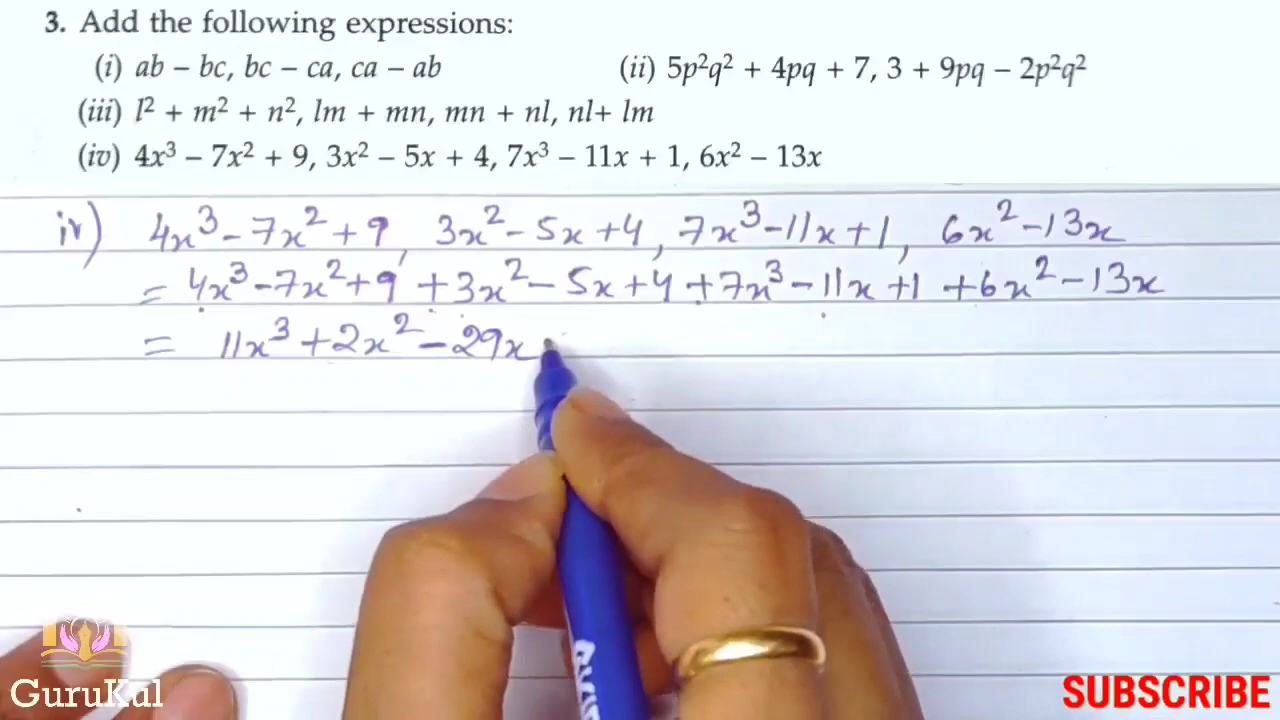 3. Add the following expressions:
(i) ab – bc, bc – ca, ca – ab (ii) 5p²q² + 4pq + 7, 3 + 9pq – 2p²q²
(iii) l² + m² + n², lm + mn, mn + nl, nl+ lm
(iv) 4x³ – 7x² + 9, 3x² – 5x + 4, 7x³ – 11x + 1, 6x² – 13x
iv) 4x³ - 7x² + 9, 3x² - 5x + 4, 7x³ - 11x + 1, 6x² - 13x
= 4x³ - 7x² + 9 + 3x² - 5x + 4 + 7x³ - 11x + 1 + 6x² - 13x
= 11x³ + 2x² - 29x
GuruKul
SUBSCRIBE